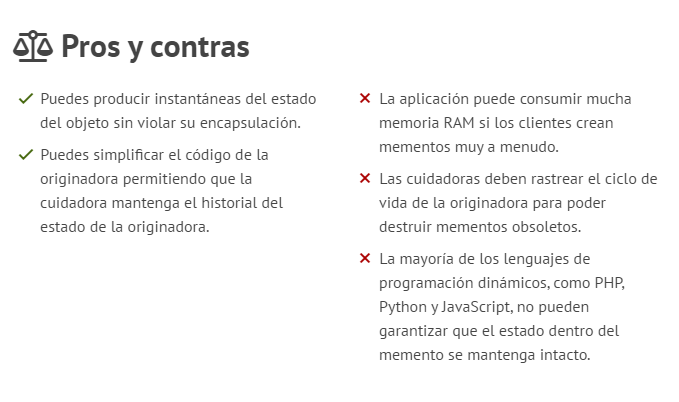 Pros y contras
Puedes producir instantáneas del estado
del objeto sin violar su encapsulación.
Puedes simplificar el código de la
originadora permitiendo que la
cuidadora mantenga el historial del
estado de la originadora.
La aplicación puede consumir mucha
memoria RAM si los clientes crean
mementos muy a menudo.
Las cuidadoras deben rastrear el ciclo de
vida de la originadora para poder
destruir mementos obsoletos.
La mayoría de los lenguajes de
programación dinámicos, como PHP,
Python y JavaScript, no pueden
garantizar que el estado dentro del
memento se mantenga intacto.